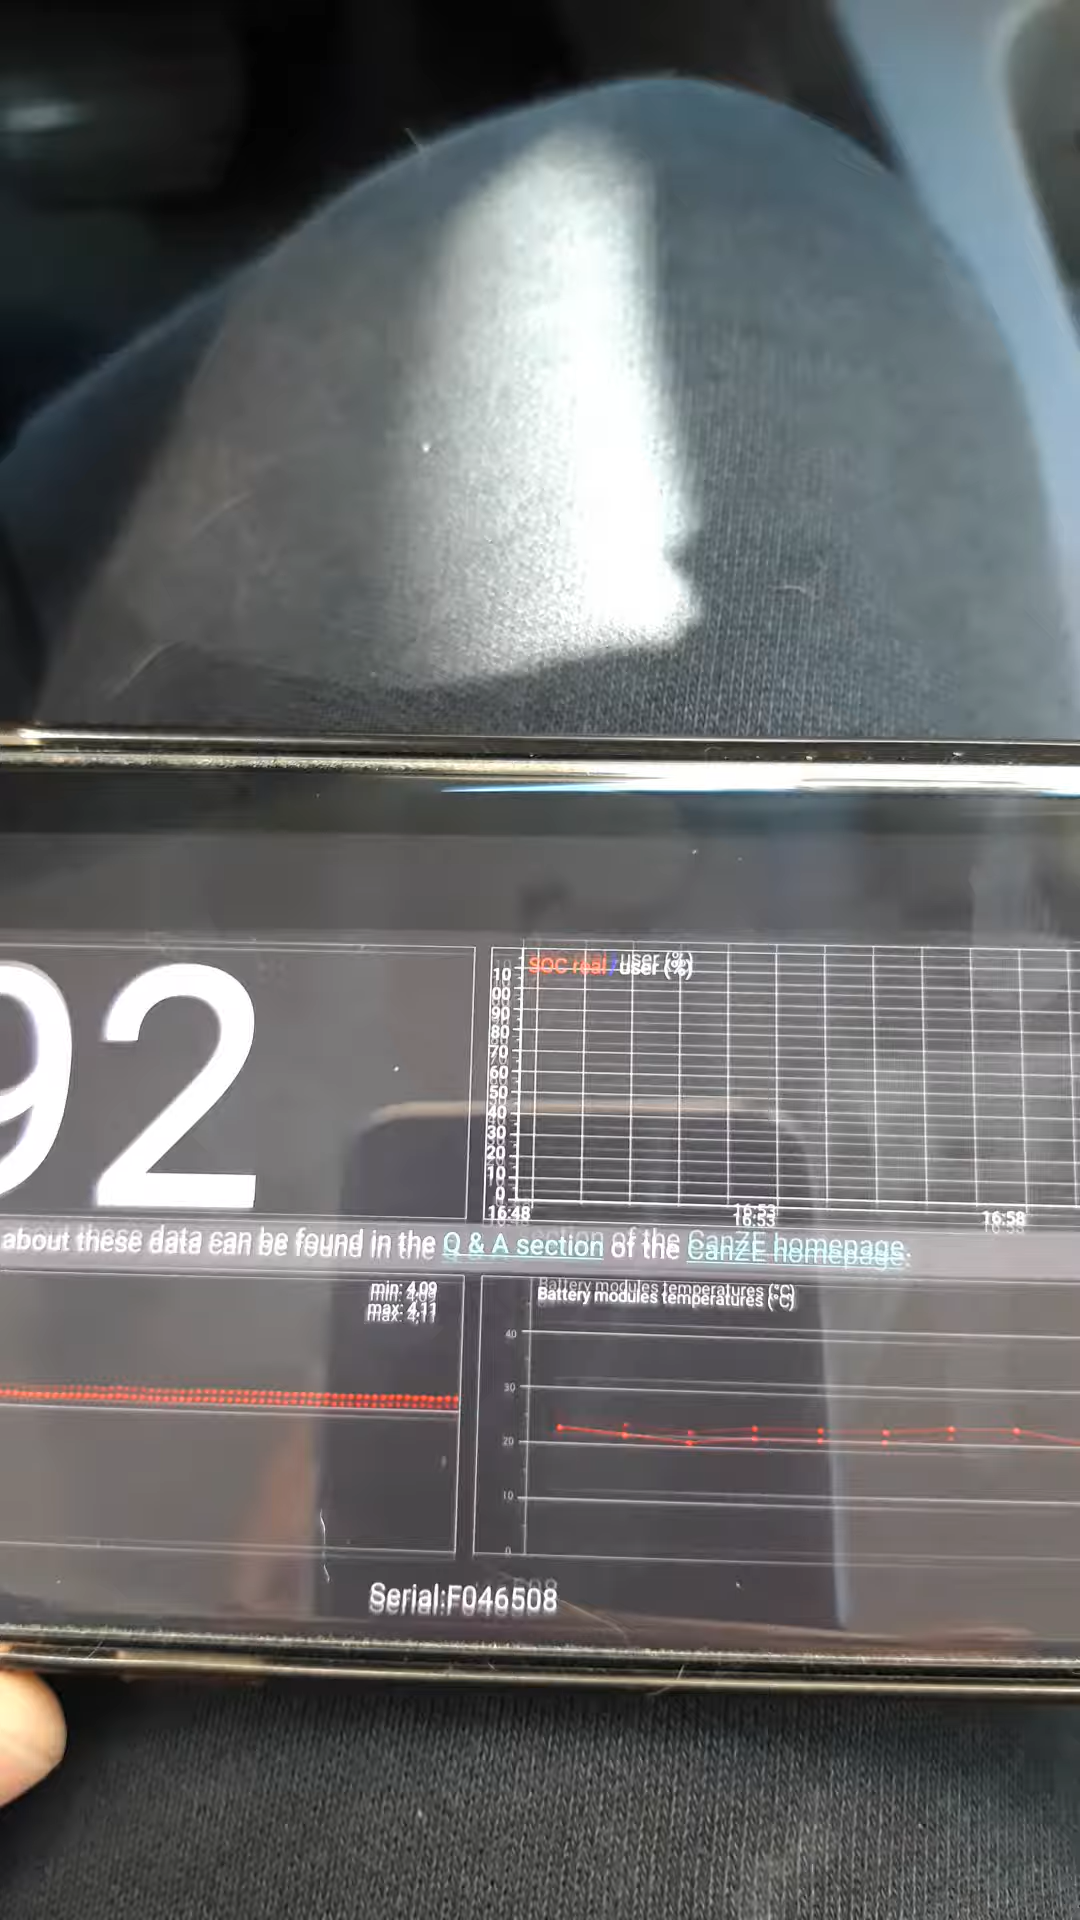 92
SOC real / user (%)
10
00
90
80
70
60
50
40
30
20
10
0
16:48 16:53 16:58
about these data can be found in the Q & A section of the CanZE homepage.
min: 4,09
max: 4,11
Battery modules temperatures (°C)
40
30
20
10
0
Serial:F046508